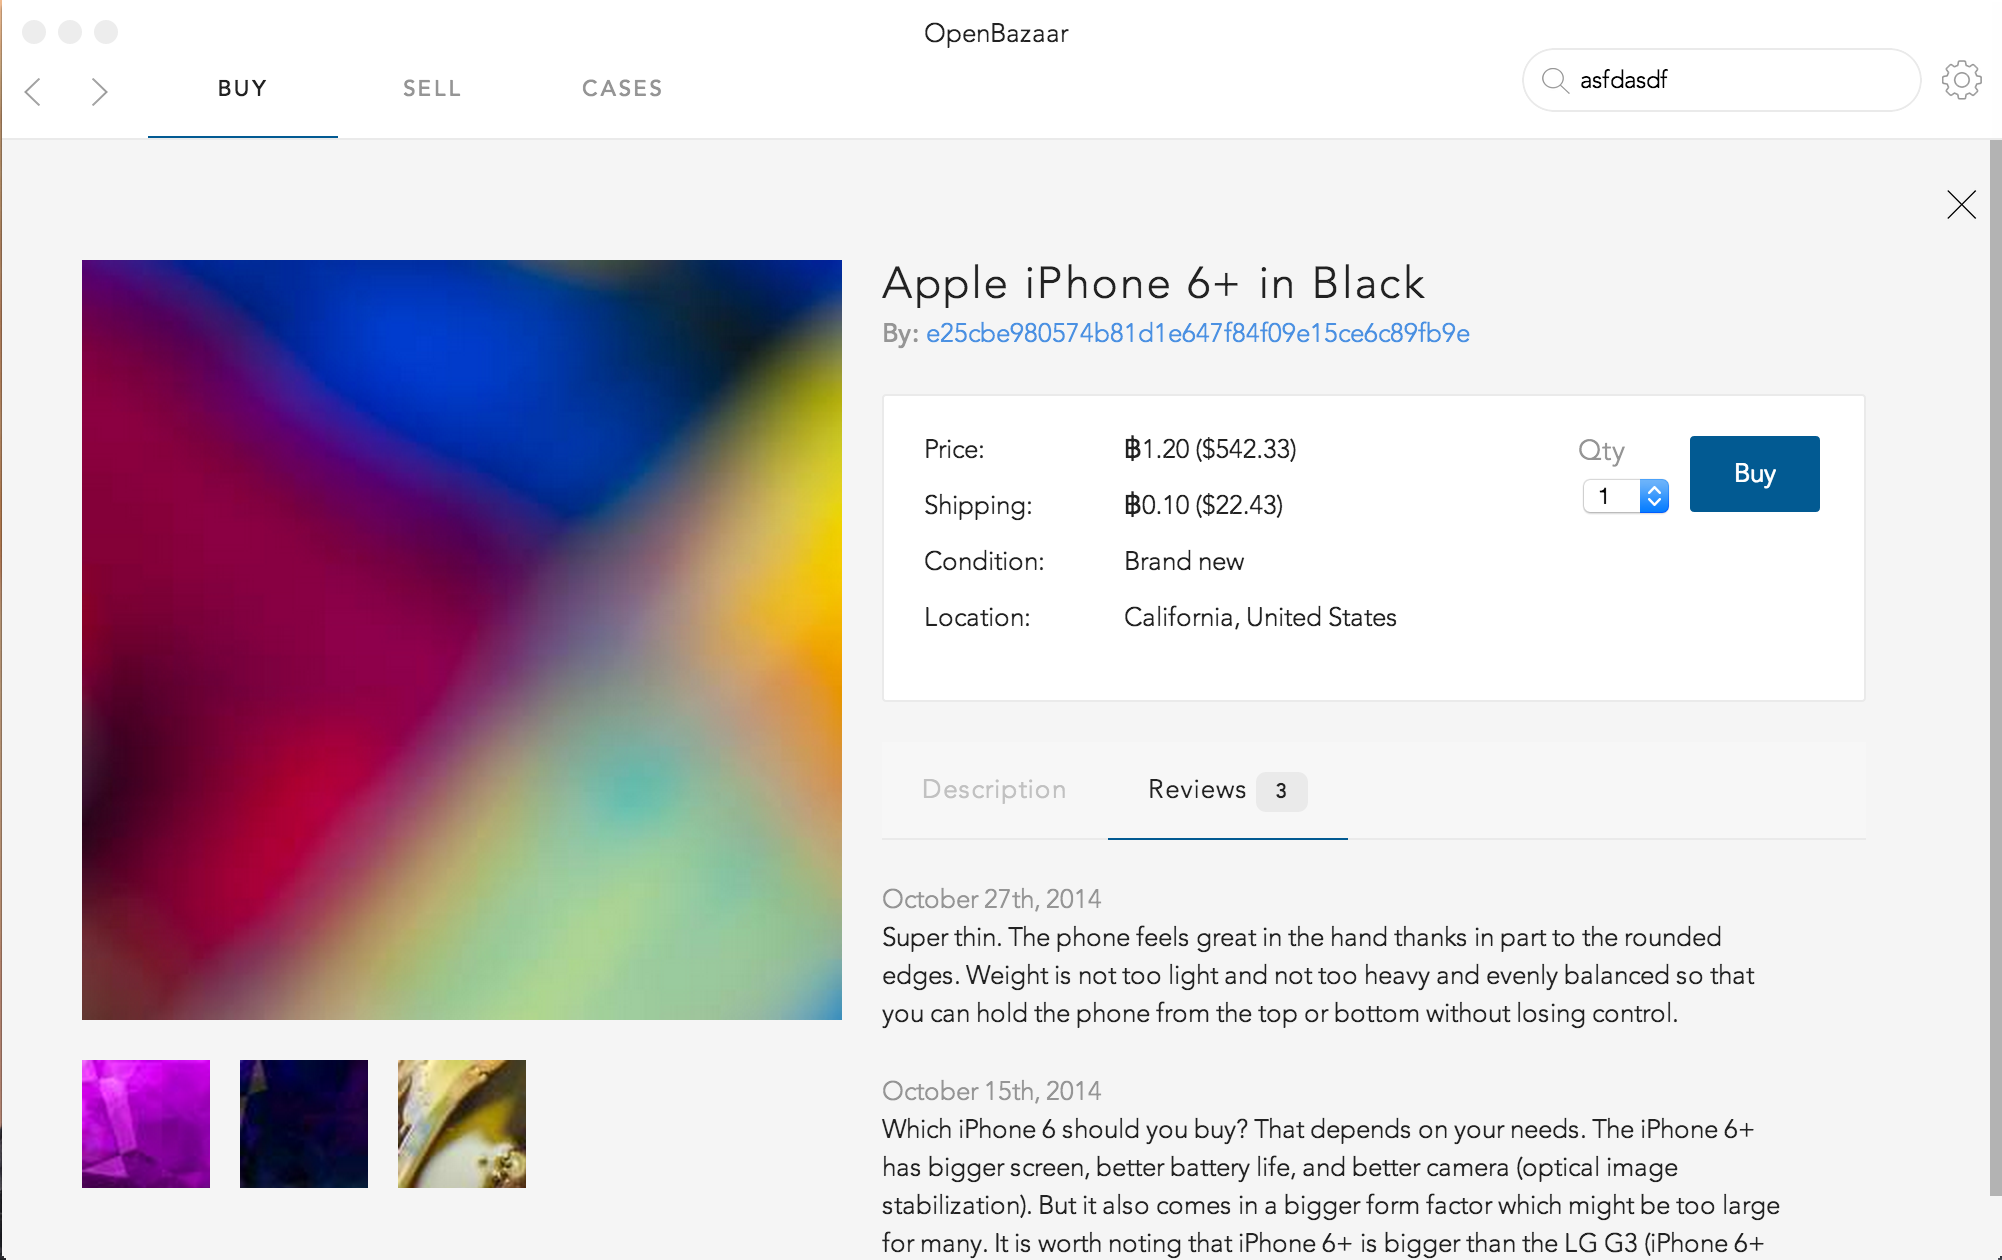 OpenBazaar
BUY SELL CASES
asfdasdf
Apple iPhone 6+ in Black
By: e25cbe980574b81d1e647f84f09e15ce6c89fb9e
Price: ฿1.20 ($542.33)
Qty
Buy
1
Shipping: ฿0.10 ($22.43)
Condition: Brand new
Location: California, United States
Description Reviews 3
October 27th, 2014
Super thin. The phone feels great in the hand thanks in part to the rounded
edges. Weight is not too light and not too heavy and evenly balanced so that
you can hold the phone from the top or bottom without losing control.
October 15th, 2014
Which iPhone 6 should you buy? That depends on your needs. The iPhone 6+
has bigger screen, better battery life, and better camera (optical image
stabilization). But it also comes in a bigger form factor which might be too large
for many. It is worth noting that iPhone 6+ is bigger than the LG G3 (iPhone 6+